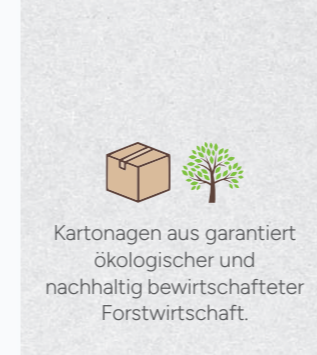 Kartonagen aus garantiert
ökologischer und
nachhaltig bewirtschafteter
Forstwirtschaft.